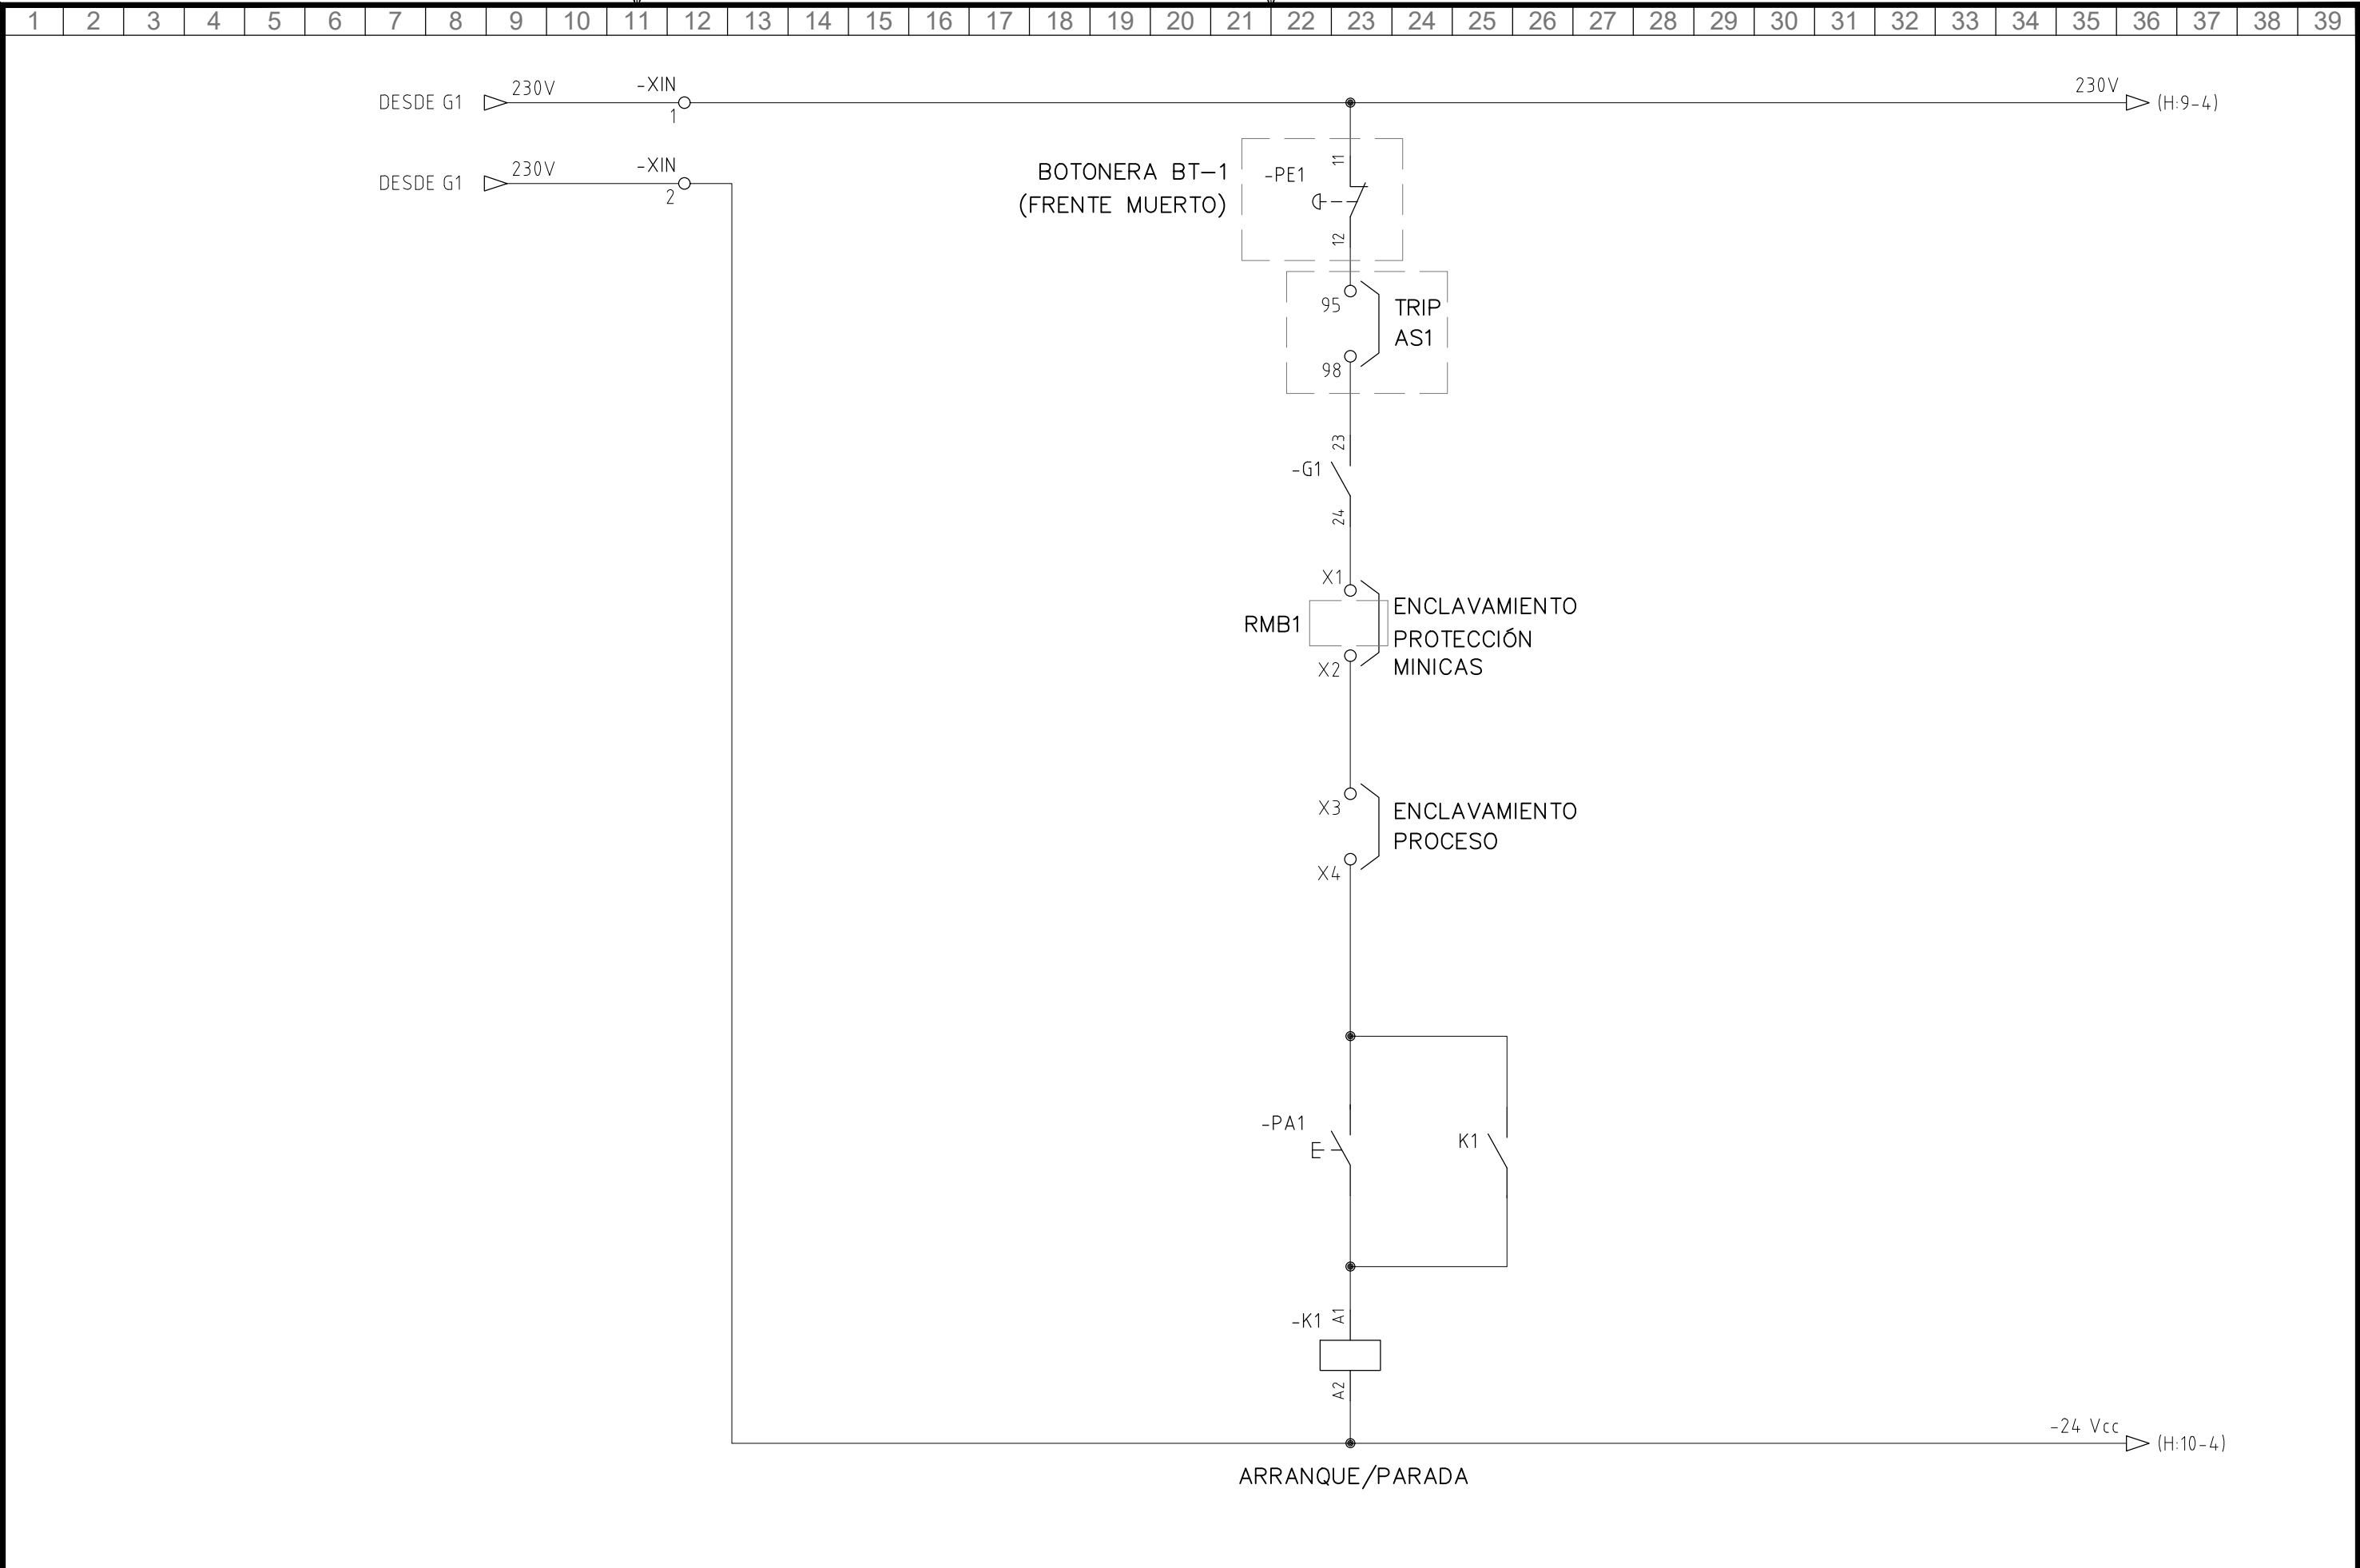 1 2 3 4 5 6 7 8 9 10 11 12 13 14 15 16 17 18 19 20 21 22 23 24 25 26 27 28 29 30 31 32 33 34 35 36 37 38 39
DESDE G1 230V -XIN 1
230V (H:9-4)
DESDE G1 230V -XIN 2
BOTONERA BT-1
(FRENTE MUERTO)
-PE1
11
12
95
98
TRIP
AS1
23
-G1
24
X1
RMB1
X2
ENCLAVAMIENTO
PROTECCIÓN
MINICAS
X3
X4
ENCLAVAMIENTO
PROCESO
-PA1
K1
-K1
A1
A2
-24 Vcc (H:10-4)
ARRANQUE/PARADA